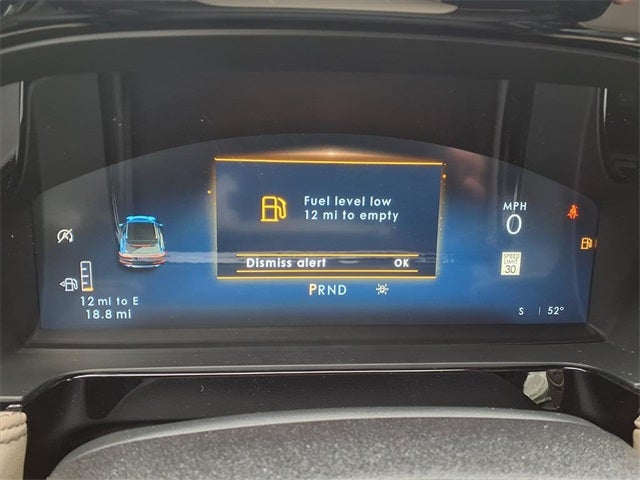 Fuel level low
12 mi to empty
Dismiss alert OK
PRND
12 mi to E
18.8 mi
MPH
0
SPEED
LIMIT
30
S 52°